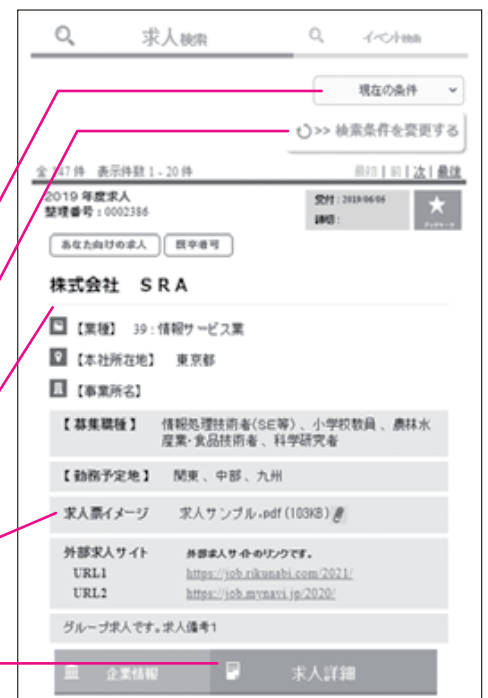 求人検索 イベント検索
現在の条件
>> 検索条件を変更する
全 147 件 表示件数 1 - 20 件 最初 | 前 | 次 | 最後
2019 年度求人 受付 : 2019/06/05
整理番号 : 0002386 締切 :
あなた向けの求人 既卒者可
株式会社 SRA
【業種】 39 : 情報サービス業
【本社所在地】 東京都
【事業所名】
【募集職種】 情報処理技術者(SE等) 、小学校教員 、農林水
産業・食品技術者 、科学研究者
【勤務予定地】 関東 、中部 、九州
求人票イメージ 求人サンプル.pdf (103KB)
外部求人サイト 外部求人サイトのリンクです。
URL1 https://job.rikunabi.com/2021/
URL2 https://job.mynavi.jp/2020/
グループ求人です。求人備考1
企業情報 求人詳細